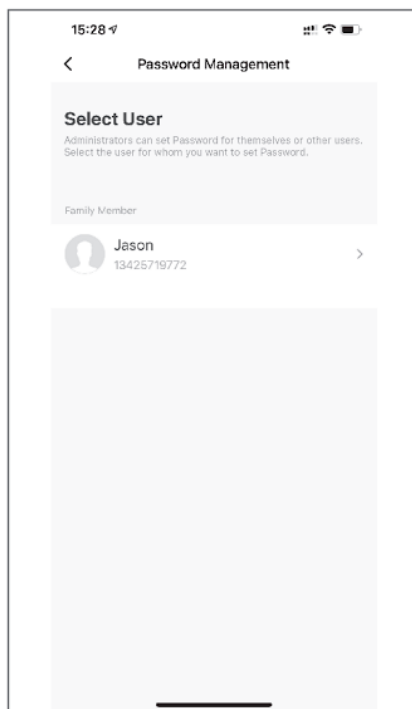 15:28
Password Management
Select User
Administrators can set Password for themselves or other users.
Select the user for whom you want to set Password.
Family Member
Jason
13425719772